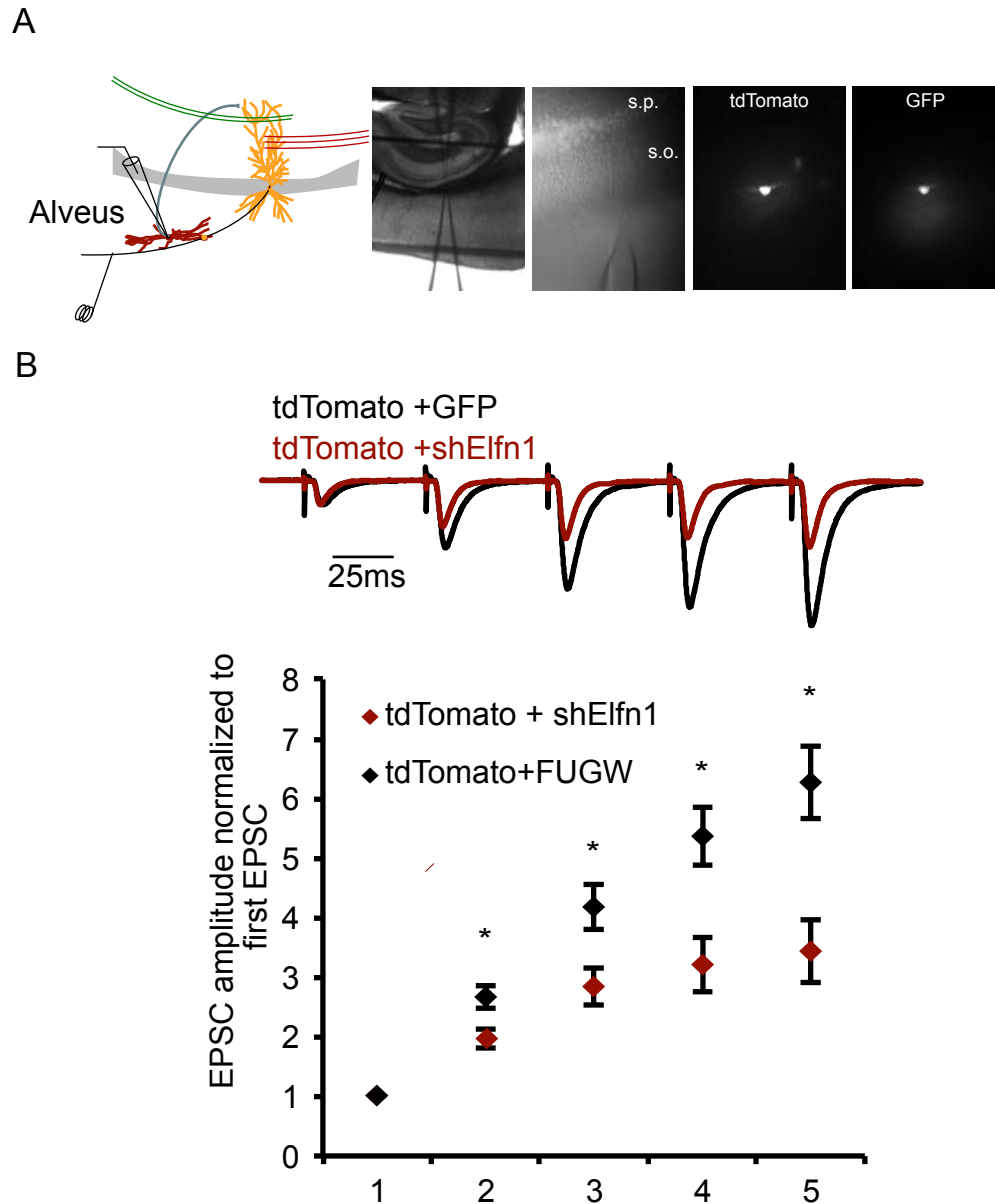 A
Alveus
s.p.
s.o.
tdTomato
GFP
B
tdTomato +GFP
tdTomato +shElfn1
25ms
EPSC amplitude normalized to
first EPSC
8
7
6
5
4
3
2
1
0
tdTomato + shElfn1
tdTomato+FUGW
*
*
*
*
1 2 3 4 5